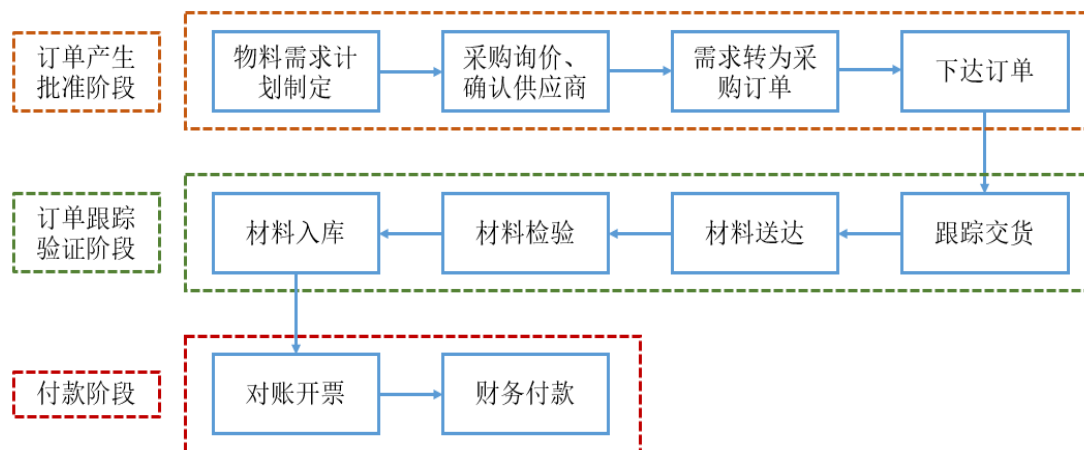 订单产生
批准阶段
物料需求计
划制定
采购询价、
确认供应商
需求转为采
购订单
下达订单
订单跟踪
验证阶段
材料入库
材料检验
材料送达
跟踪交货
付款阶段
对账开票
财务付款